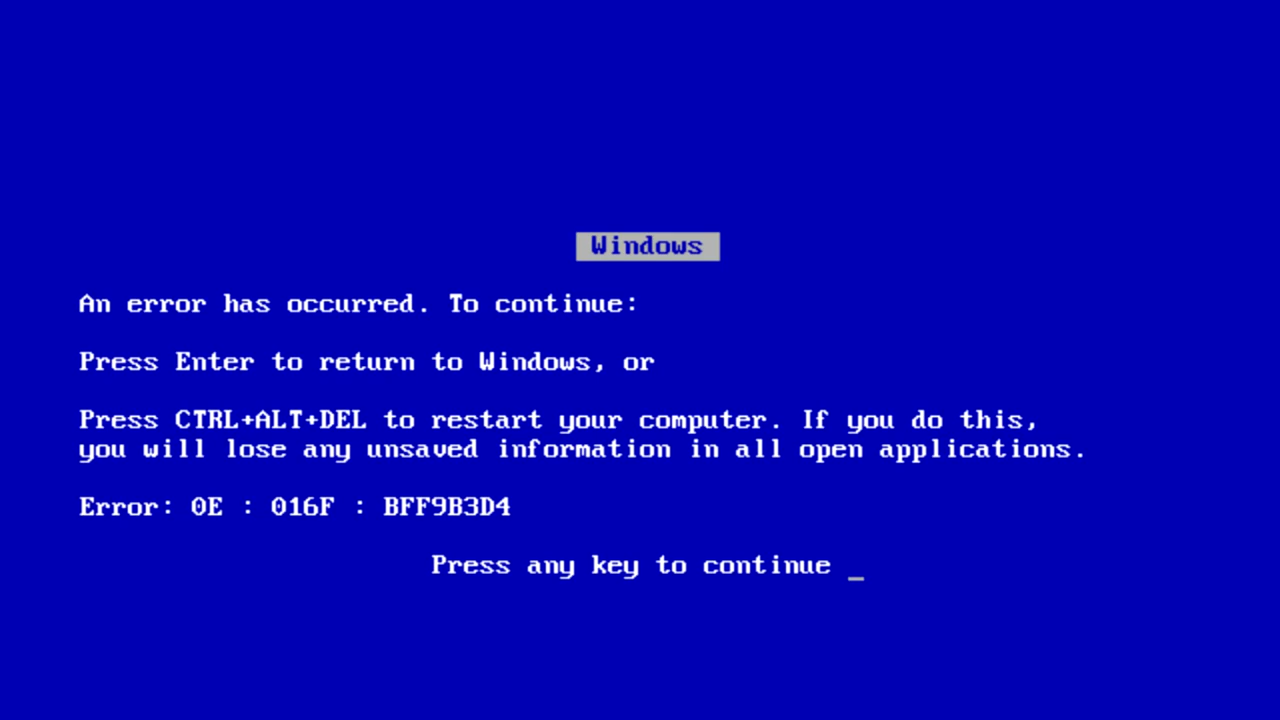 Windows
An error has occurred. To continue:
Press Enter to return to Windows, or
Press CTRL+ALT+DEL to restart your computer. If you do this,
you will lose any unsaved information in all open applications.
Error: 0E : 016F : BFF9B3D4
Press any key to continue _